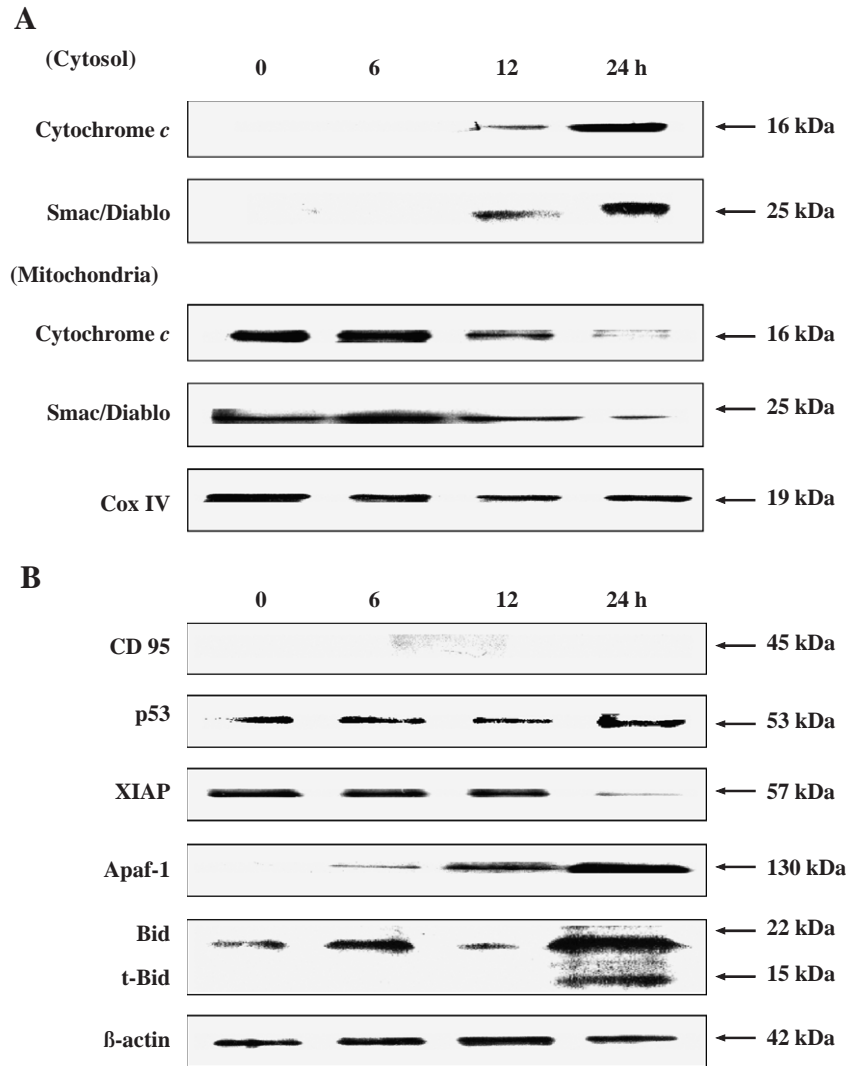 A
(Cytosol) 0 6 12 24 h
Cytochrome c 16 kDa
Smac/Diablo 25 kDa
(Mitochondria)
Cytochrome c 16 kDa
Smac/Diablo 25 kDa
Cox IV 19 kDa
B
0 6 12 24 h
CD 95 45 kDa
p53 53 kDa
XIAP 57 kDa
Apaf-1 130 kDa
Bid 22 kDa
t-Bid 15 kDa
ß-actin 42 kDa